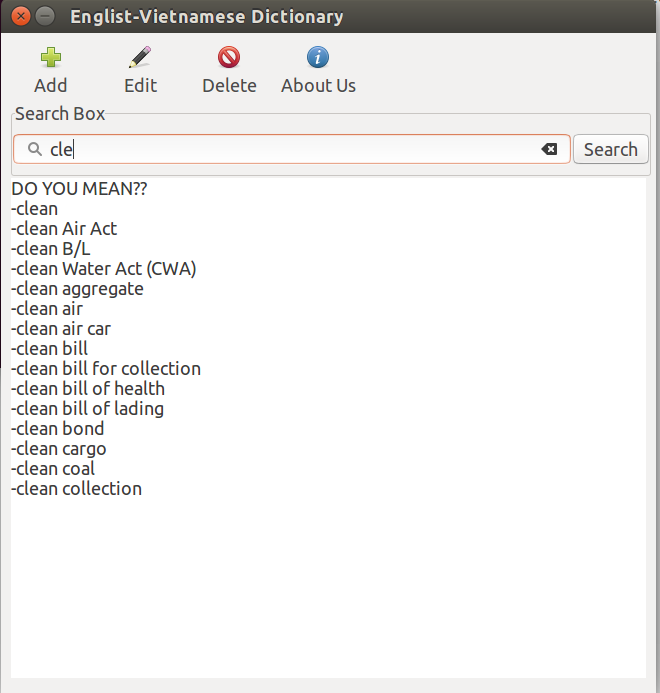 Englist-Vietnamese Dictionary
Add Edit Delete About Us
Search Box
cle Search
DO YOU MEAN??
-clean
-clean Air Act
-clean B/L
-clean Water Act (CWA)
-clean aggregate
-clean air
-clean air car
-clean bill
-clean bill for collection
-clean bill of health
-clean bill of lading
-clean bond
-clean cargo
-clean coal
-clean collection